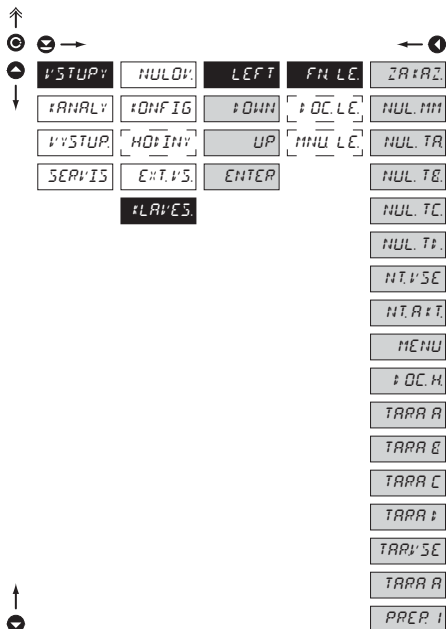 VSTUPY NULOV. LEFT FN. LE. ZAKAZ.
KANALY KONFIG DOWN DOC.LE. NUL. MM
VYSTUP. HODINY UP MNU. LE. NUL. TA.
SERVIS EXT.VS. ENTER NUL. TB.
KLAVES. NUL. TC.
NUL. TD.
NT.VSE
NT.AKT.
MENU
DOC. H.
TARA A
TARA B
TARA C
TARA D
TAR.VSE
TARA A
PREP. 1